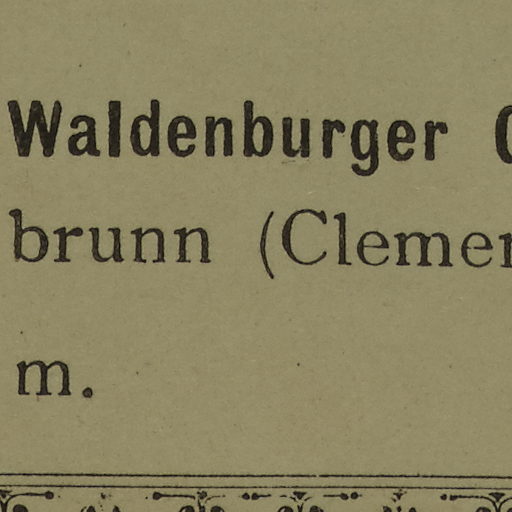 Waldenburger
brunn (Clemen
m.